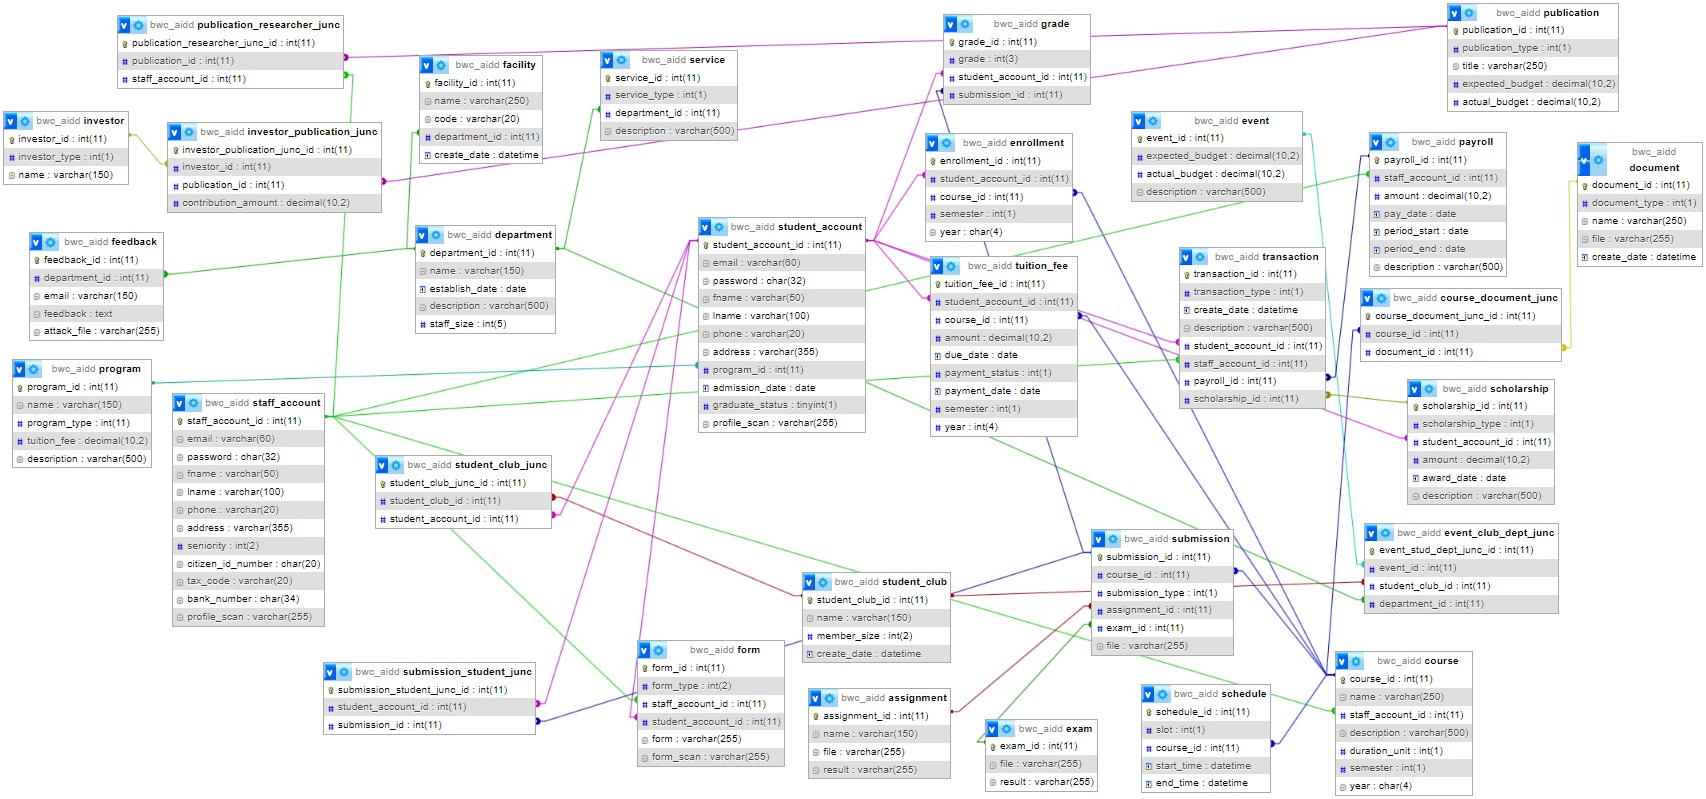 bwc_aidd publication_researcher_junc
publication_researcher_junc_id : int(11)
publication_id : int(11)
staff_account_id : int(11)
bwc_aidd facility
facility_id : int(11)
name : varchar(250)
code : varchar(20)
department_id : int(11)
create_date : datetime
bwc_aidd service
service_id : int(11)
service_type : int(1)
department_id : int(11)
description : varchar(500)
bwc_aidd grade
grade_id : int(11)
grade : int(3)
student_account_id : int(11)
submission_id : int(11)
bwc_aidd publication
publication_id : int(11)
publication_type : int(1)
title : varchar(250)
expected_budget : decimal(10,2)
actual_budget : decimal(10,2)
bwc_aidd investor
investor_id : int(11)
investor_type : int(1)
name : varchar(150)
bwc_aidd investor_publication_junc
investor_publication_junc_id : int(11)
investor_id : int(11)
publication_id : int(11)
contribution_amount : decimal(10,2)
bwc_aidd enrollment
enrollment_id : int(11)
student_account_id : int(11)
course_id : int(11)
semester : int(1)
year : char(4)
bwc_aidd event
event_id : int(11)
expected_budget : decimal(10,2)
actual_budget : decimal(10,2)
description : varchar(500)
bwc_aidd payroll
payroll_id : int(11)
staff_account_id : int(11)
amount : decimal(10,2)
pay_date : date
period_start : date
period_end : date
description : varchar(500)
bwc_aidd
document
document_id : int(11)
document_type : int(1)
name : varchar(250)
file : varchar(255)
create_date : datetime
bwc_aidd feedback
feedback_id : int(11)
department_id : int(11)
email : varchar(150)
feedback : text
attack_file : varchar(255)
bwc_aidd department
department_id : int(11)
name : varchar(150)
establish_date : date
description : varchar(500)
staff_size : int(5)
bwc_aidd student_account
student_account_id : int(11)
email : varchar(60)
password : char(32)
fname : varchar(50)
lname : varchar(100)
phone : varchar(20)
address : varchar(355)
program_id : int(11)
admission_date : date
graduate_status : tinyint(1)
profile_scan : varchar(255)
bwc_aidd tuition_fee
tuition_fee_id : int(11)
student_account_id : int(11)
course_id : int(11)
amount : decimal(10,2)
due_date : date
payment_status : int(1)
payment_date : date
semester : int(1)
year : int(4)
bwc_aidd transaction
transaction_id : int(11)
transaction_type : int(1)
create_date : datetime
description : varchar(500)
student_account_id : int(11)
staff_account_id : int(11)
payroll_id : int(11)
scholarship_id : int(11)
bwc_aidd course_document_junc
course_document_junc_id : int(11)
course_id : int(11)
document_id : int(11)
bwc_aidd program
program_id : int(11)
name : varchar(150)
program_type : int(11)
tuition_fee : decimal(10,2)
description : varchar(500)
bwc_aidd staff_account
staff_account_id : int(11)
email : varchar(60)
password : char(32)
fname : varchar(50)
lname : varchar(100)
phone : varchar(20)
address : varchar(355)
seniority : int(2)
citizen_id_number : char(20)
tax_code : varchar(20)
bank_number : char(34)
profile_scan : varchar(255)
bwc_aidd scholarship
scholarship_id : int(11)
scholarship_type : int(1)
student_account_id : int(11)
amount : decimal(10,2)
award_date : date
description : varchar(500)
bwc_aidd student_club_junc
student_club_junc_id : int(11)
student_club_id : int(11)
student_account_id : int(11)
bwc_aidd submission
submission_id : int(11)
course_id : int(11)
submission_type : int(1)
assignment_id : int(11)
exam_id : int(11)
file : varchar(255)
bwc_aidd event_club_dept_junc
event_stud_dept_junc_id : int(11)
event_id : int(11)
student_club_id : int(11)
department_id : int(11)
bwc_aidd student_club
student_club_id : int(11)
name : varchar(150)
member_size : int(2)
create_date : datetime
bwc_aidd submission_student_junc
submission_student_junc_id : int(11)
student_account_id : int(11)
submission_id : int(11)
bwc_aidd form
form_id : int(11)
form_type : int(2)
staff_account_id : int(11)
student_account_id : int(11)
form : varchar(255)
form_scan : varchar(255)
bwc_aidd assignment
assignment_id : int(11)
name : varchar(150)
file : varchar(255)
result : varchar(255)
bwc_aidd exam
exam_id : int(11)
file : varchar(255)
result : varchar(255)
bwc_aidd schedule
schedule_id : int(11)
slot : int(1)
course_id : int(11)
start_time : datetime
end_time : datetime
bwc_aidd course
course_id : int(11)
name : varchar(250)
staff_account_id : int(11)
description : varchar(500)
duration_unit : int(1)
semester : int(1)
year : char(4)